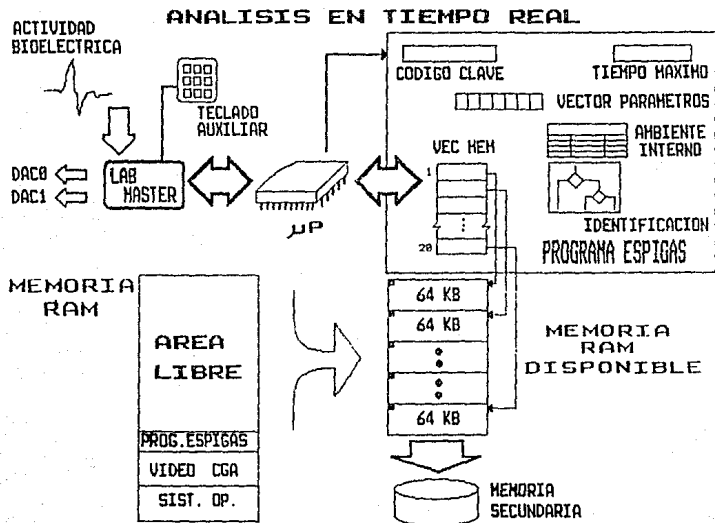 ANALISIS EN TIEMPO REAL
ACTIVIDAD
BIOELECTRICA
TECLADO
AUXILIAR
DAC0
DAC1
LAB
MASTER
µP
CODIGO CLAVE
TIEMPO MAXIMO
VECTOR PARAMETROS
VEC MEM
1
20
AMBIENTE
INTERNO
IDENTIFICACION
PROGRAMA ESPIGAS
MEMORIA
RAM
AREA
LIBRE
PROG.ESPIGAS
VIDEO CGA
SIST. OP.
64 KB
64 KB
64 KB
MEMORIA
RAM
DISPONIBLE
MEMORIA
SECUNDARIA